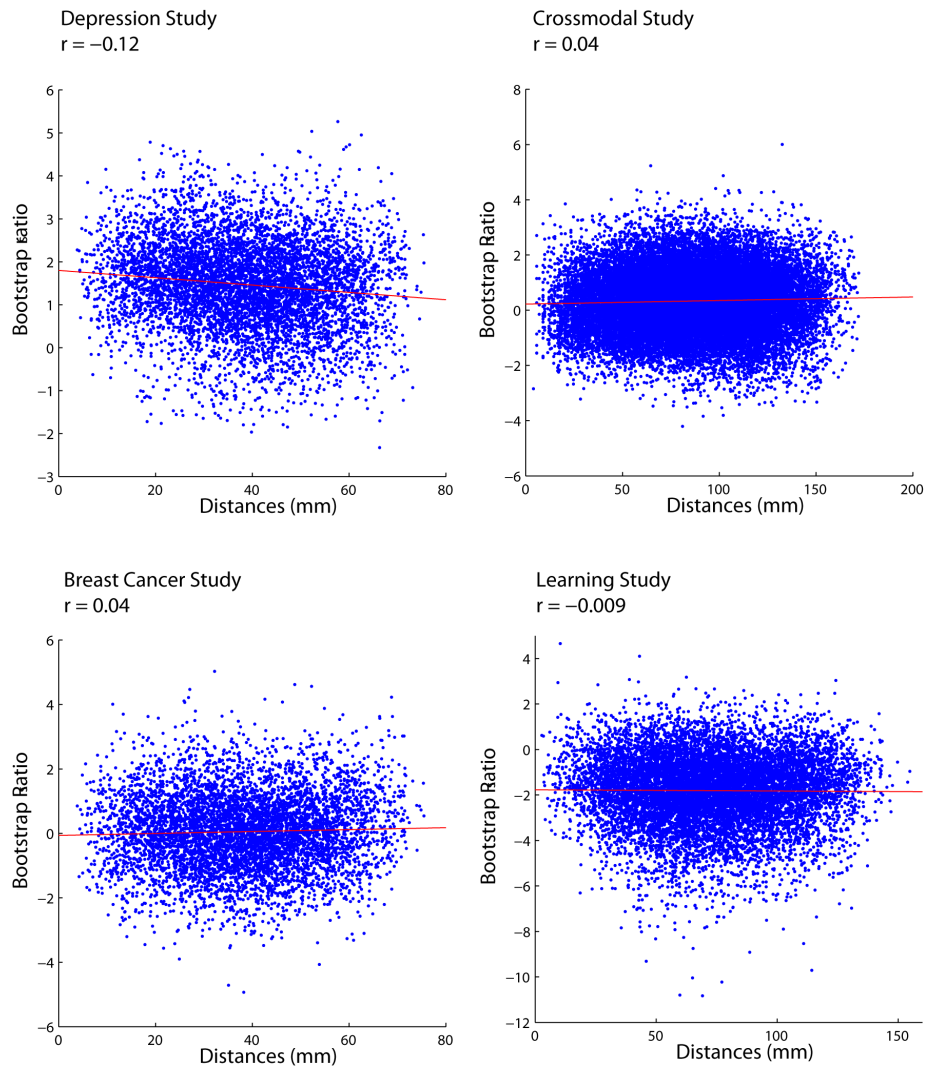 Depression Study
r = −0.12
6
5
4
3
2
1
0
−1
−2
−3
0 20 40 60 80
Bootstrap Ratio
Distances (mm)
Crossmodal Study
r = 0.04
8
6
4
2
0
−2
−4
−6
0 50 100 150 200
Bootstrap Ratio
Distances (mm)
Breast Cancer Study
r = 0.04
6
4
2
0
−2
−4
−6
0 20 40 60 80
Bootstrap Ratio
Distances (mm)
Learning Study
r = −0.009
4
2
0
−2
−4
−6
−8
−10
−12
0 50 100 150
Bootstrap Ratio
Distances (mm)